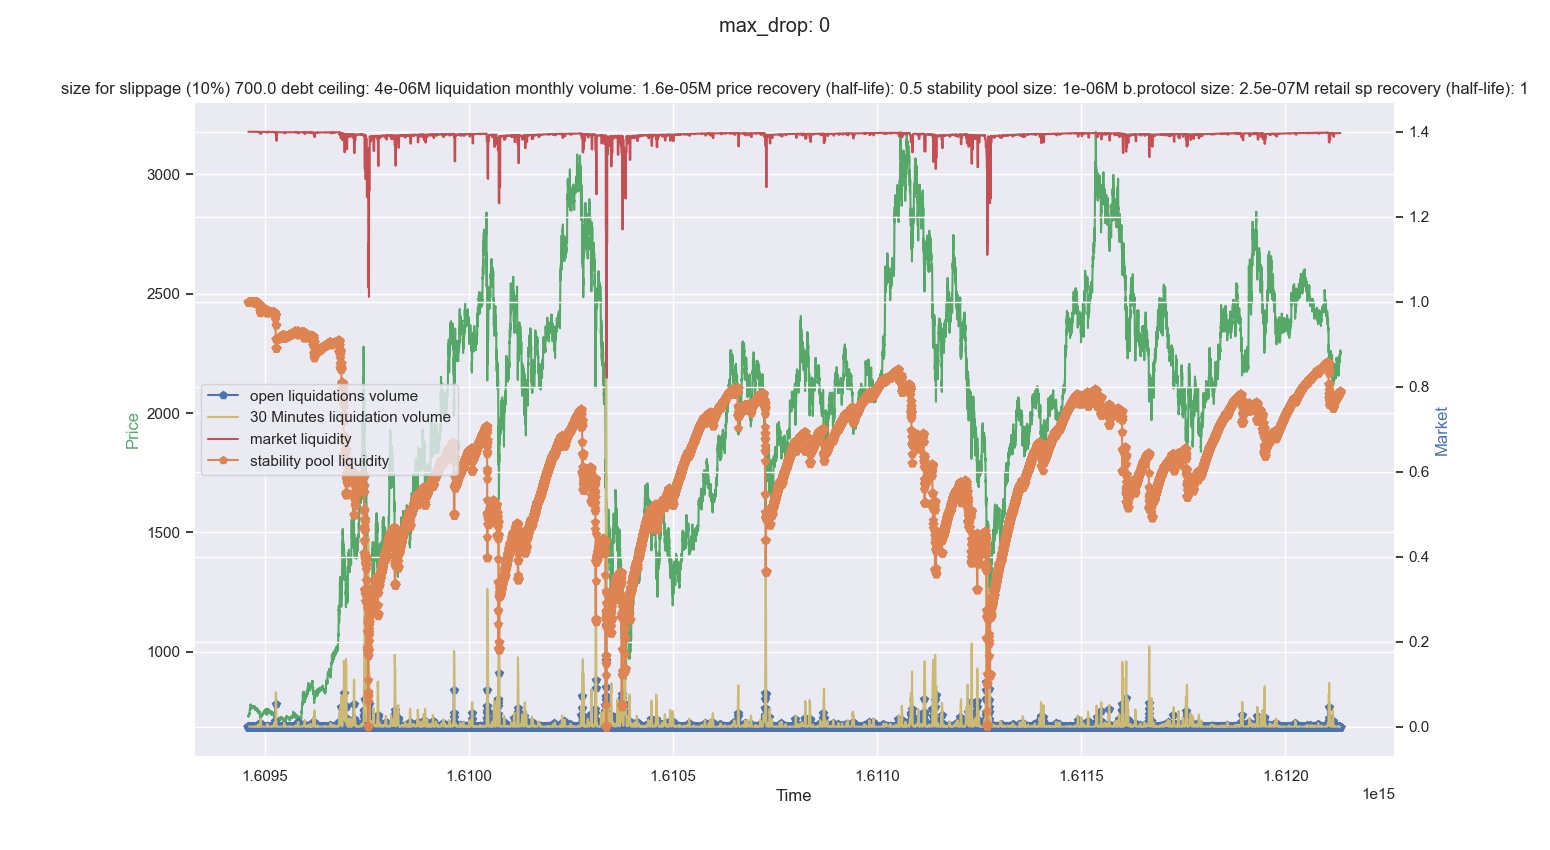 max_drop: 0
size for slippage (10%) 700.0 debt ceiling: 4e-06M liquidation monthly volume: 1.6e-05M price recovery (half-life): 0.5 stability pool size: 1e-06M b.protocol size: 2.5e-07M retail sp recovery (half-life): 1
3000
2500
2000
1500
1000
Price
open liquidations volume
30 Minutes liquidation volume
market liquidity
stability pool liquidity
1.4
1.2
1.0
0.8
0.6
0.4
0.2
0.0
Market
1.6095 1.6100 1.6105 1.6110 1.6115 1.6120
Time
1e15